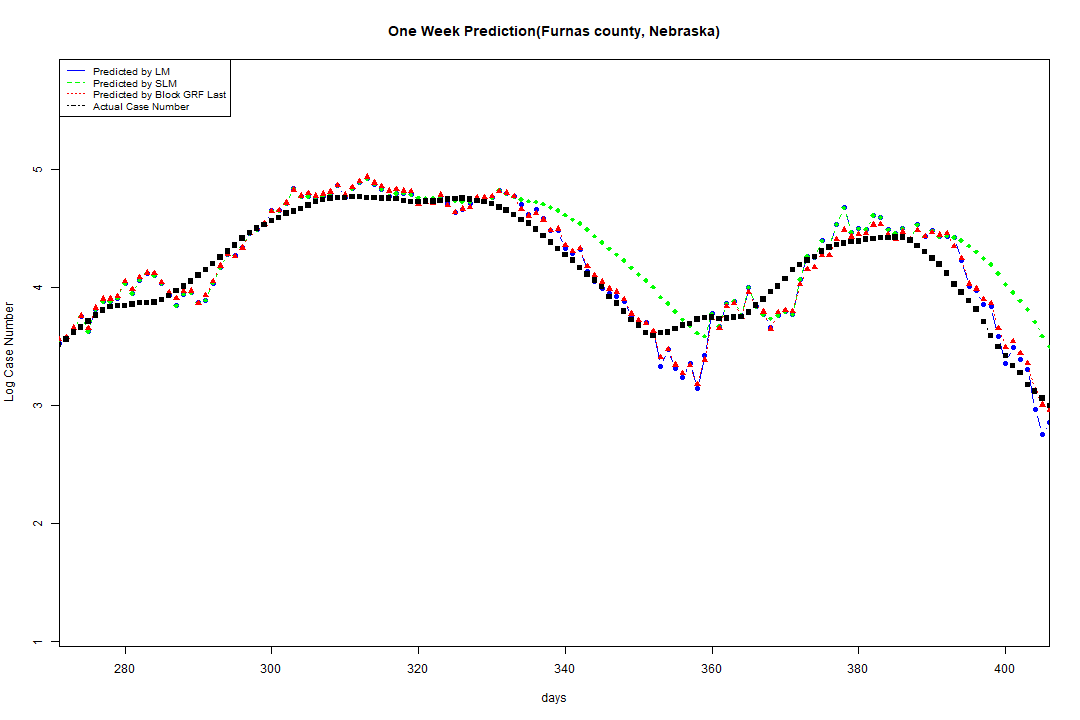 One Week Prediction(Furnas county, Nebraska)
Predicted by LM
Predicted by SLM
Predicted by Block GRF Last
Actual Case Number
5
4
3
2
1
Log Case Number
280 300 320 340 360 380 400
days